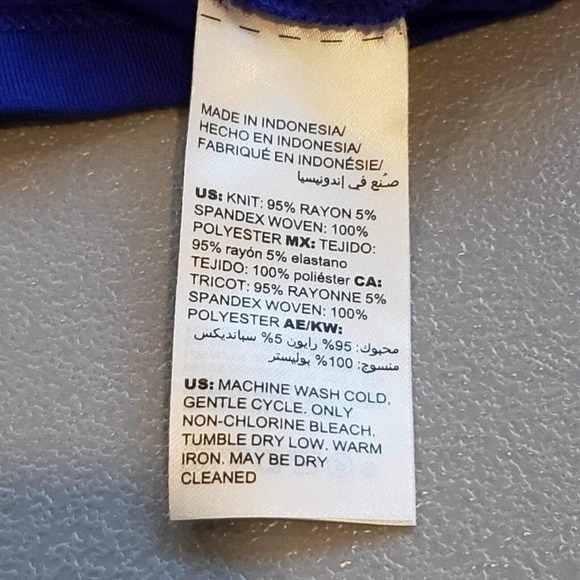 MADE IN INDONESIA/
HECHO EN INDONESIA/
FABRIQUÉ EN INDONÉSIE/
صُنع في إندونيسيا
US: KNIT: 95% RAYON 5%
SPANDEX WOVEN: 100%
POLYESTER MX: TEJIDO:
95% rayón 5% elastano
TEJIDO: 100% poliéster CA:
TRICOT: 95% RAYONNE 5%
SPANDEX WOVEN: 100%
POLYESTER AE/KW:
محبوك: 95% رايون 5% سباندیکس
منسوج: 100% بوليستر
US: MACHINE WASH COLD,
GENTLE CYCLE. ONLY
NON-CHLORINE BLEACH.
TUMBLE DRY LOW. WARM
IRON. MAY BE DRY
CLEANED